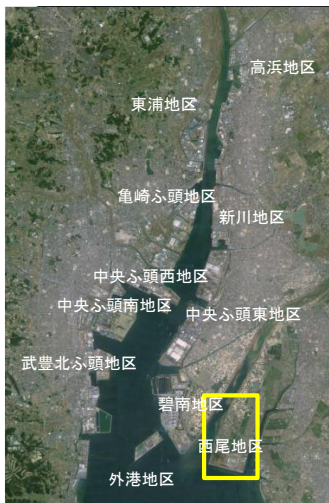 高浜地区
東浦地区
亀崎ふ頭地区
新川地区
中央ふ頭西地区
中央ふ頭南地区
中央ふ頭東地区
武豊北ふ頭地区
碧南地区
西尾地区
外港地区